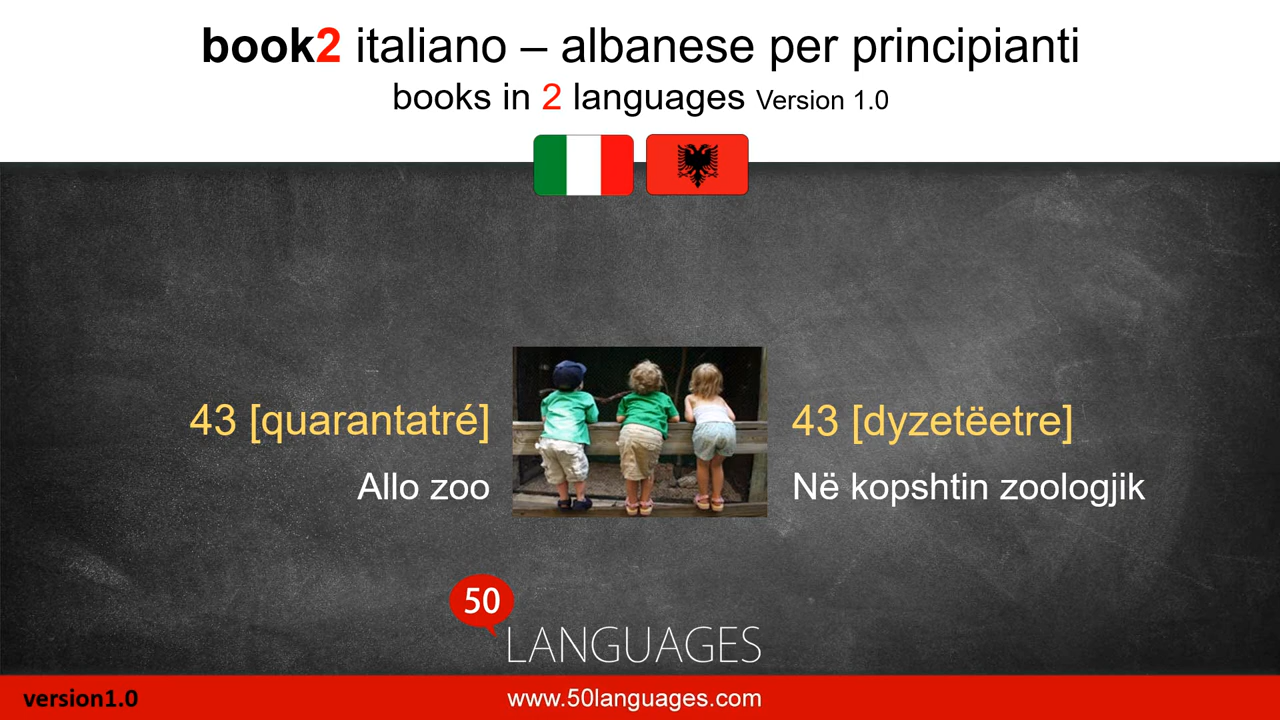 book2 italiano – albanese per principianti
books in 2 languages Version 1.0
43 [quarantatré]
Allo zoo
43 [dyzetëetre]
Në kopshtin zoologjik
50
LANGUAGES
version1.0
www.50languages.com